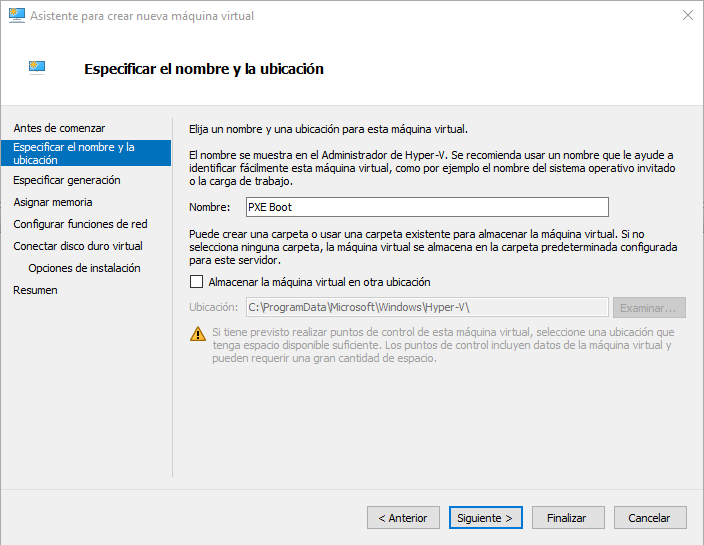 Asistente para crear nueva máquina virtual
Especificar el nombre y la ubicación
Antes de comenzar
Especificar el nombre y la
ubicación
Especificar generación
Asignar memoria
Configurar funciones de red
Conectar disco duro virtual
Opciones de instalación
Resumen
Elija un nombre y una ubicación para esta máquina virtual.
El nombre se muestra en el Administrador de Hyper-V. Se recomienda usar un nombre que le ayude a
identificar fácilmente esta máquina virtual, como por ejemplo el nombre del sistema operativo invitado
o la carga de trabajo.
Nombre: PXE Boot
Puede crear una carpeta o usar una carpeta existente para almacenar la máquina virtual. Si no
selecciona ninguna carpeta, la máquina virtual se almacena en la carpeta predeterminada configurada
para este servidor.
Almacenar la máquina virtual en otra ubicación
Ubicación: C:\ProgramData\Microsoft\Windows\Hyper-V\ Examinar...
Si tiene previsto realizar puntos de control de esta máquina virtual, seleccione una ubicación que
tenga espacio disponible suficiente. Los puntos de control incluyen datos de la máquina virtual y
pueden requerir una gran cantidad de espacio.
< Anterior Siguiente > Finalizar Cancelar